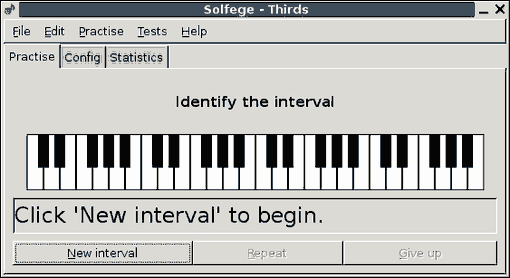 Solfege - Thirds
File Edit Practise Tests Help
Practise Config Statistics
Identify the interval
Click 'New interval' to begin.
New interval Repeat Give up